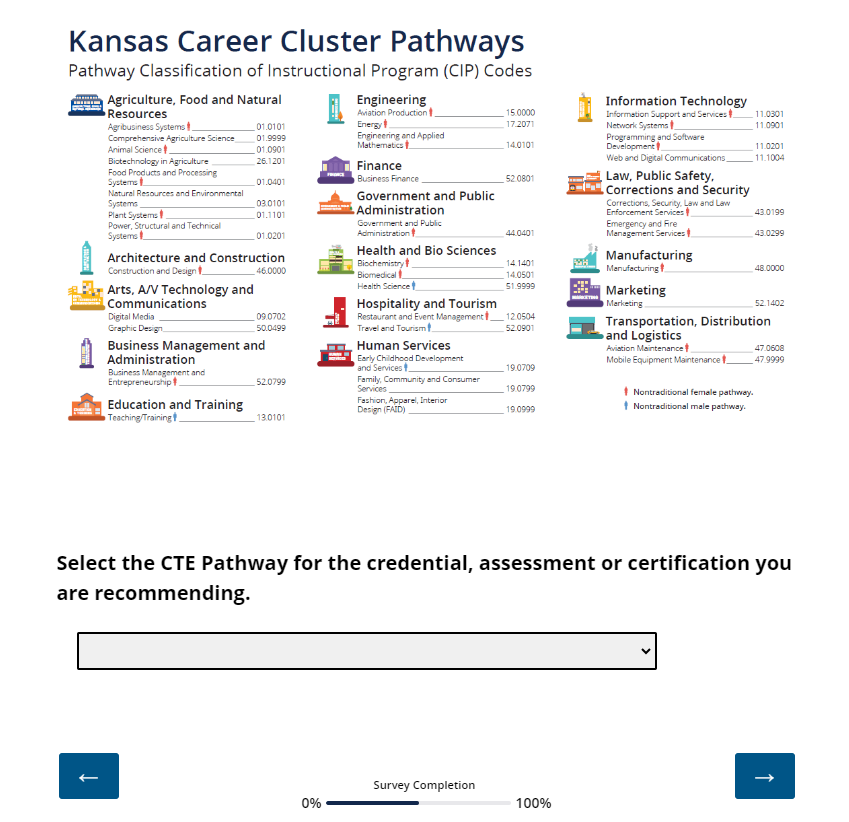 Kansas Career Cluster Pathways
Pathway Classification of Instructional Program (CIP) Codes
Agriculture, Food and Natural
Resources
Agribusiness Systems 01.0101
Comprehensive Agriculture Science 01.9999
Animal Science 01.0901
Biotechnology in Agriculture 26.1201
Food Products and Processing
Systems 01.0401
Natural Resources and Environmental
Systems 03.0101
Plant Systems 01.1101
Power, Structural and Technical
Systems 01.0201
Architecture and Construction
Construction and Design 46.0000
Arts, A/V Technology and
Communications
Digital Media 09.0702
Graphic Design 50.0499
Business Management and
Administration
Business Management and
Entrepreneurship 52.0799
Education and Training
Teaching/Training 13.0101
Engineering
Aviation Production 15.0000
Energy 17.2071
Engineering and Applied
Mathematics 14.0101
FINANCE
Finance
Business Finance 52.0801
Government and Public
Administration
Government and Public
Administration 44.0401
Health and Bio Sciences
Biochemistry 14.1401
Biomedical 14.0501
Health Science 51.9999
Hospitality and Tourism
Restaurant and Event Management 12.0504
Travel and Tourism 52.0901
Human Services
Early Childhood Development
and Services 19.0709
Family, Community and Consumer
Services 19.0799
Fashion, Apparel, Interior
Design (FAID) 19.0999
Information Technology
Information Support and Services 11.0301
Network Systems 11.0901
Programming and Software
Development 11.0201
Web and Digital Communications 11.1004
Law, Public Safety,
Corrections and Security
Corrections, Security, Law and Law
Enforcement Services 43.0199
Emergency and Fire
Management Services 43.0299
Manufacturing
Manufacturing 48.0000
MARKETING
Marketing
Marketing 52.1402
Transportation, Distribution
and Logistics
Aviation Maintenance 47.0608
Mobile Equipment Maintenance 47.9999
Nontraditional female pathway.
Nontraditional male pathway.
Select the CTE Pathway for the credential, assessment or certification you
are recommending.
← →
Survey Completion
0% 100%